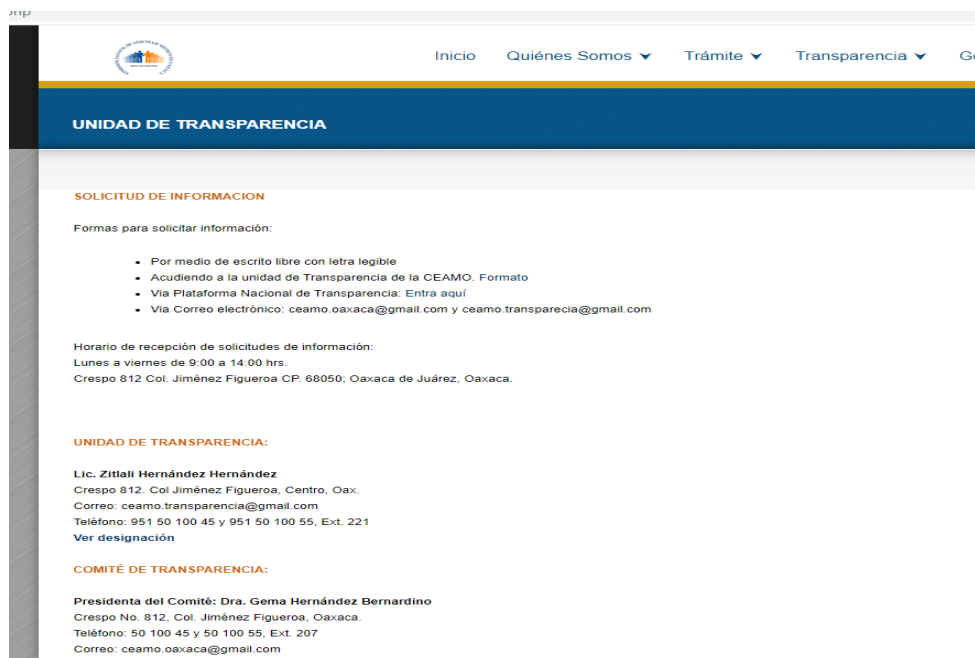 Inicio Quiénes Somos Trámite Transparencia
UNIDAD DE TRANSPARENCIA
SOLICITUD DE INFORMACION
Formas para solicitar información:
• Por medio de escrito libre con letra legible
• Acudiendo a la unidad de Transparencia de la CEAMO. Formato
• Via Plataforma Nacional de Transparencia: Entra aquí
• Via Correo electrónico: ceamo.oaxaca@gmail.com y ceamo.transparecia@gmail.com
Horario de recepción de solicitudes de información:
Lunes a viernes de 9:00 a 14:00 hrs.
Crespo 812 Col. Jiménez Figueroa CP. 68050; Oaxaca de Juárez, Oaxaca.
UNIDAD DE TRANSPARENCIA:
Lic. Zitlali Hernández Hernández
Crespo 812. Col Jiménez Figueroa, Centro, Oax.
Correo: ceamo.transparencia@gmail.com
Teléfono: 951 50 100 45 y 951 50 100 55, Ext. 221
Ver designación
COMITÉ DE TRANSPARENCIA:
Presidenta del Comité: Dra. Gema Hernández Bernardino
Crespo No. 812, Col. Jiménez Figueroa, Oaxaca.
Teléfono: 50 100 45 y 50 100 55, Ext. 207
Correo: ceamo.oaxaca@gmail.com